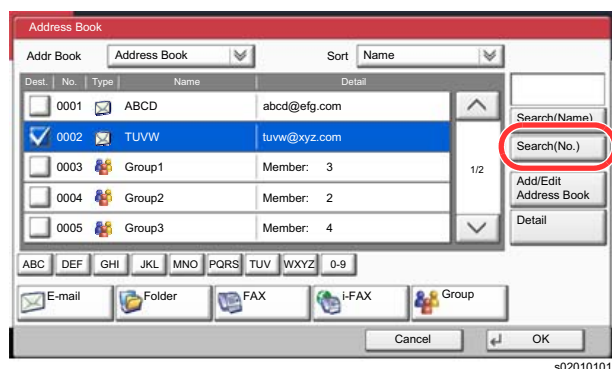 Address Book
Addr Book Address Book Sort Name
Dest. No. Type Name Detail
0001 ABCD abcd@efg.com
Search(Name)
0002 TUVW tuvw@xyz.com
Search(No.)
0003 Group1 Member: 3
1/2
Add/Edit
Address Book
0004 Group2 Member: 2
Detail
0005 Group3 Member: 4
ABC DEF GHI JKL MNO PQRS TUV WXYZ 0-9
E-mail Folder FAX i-FAX Group
Cancel OK
s02010101